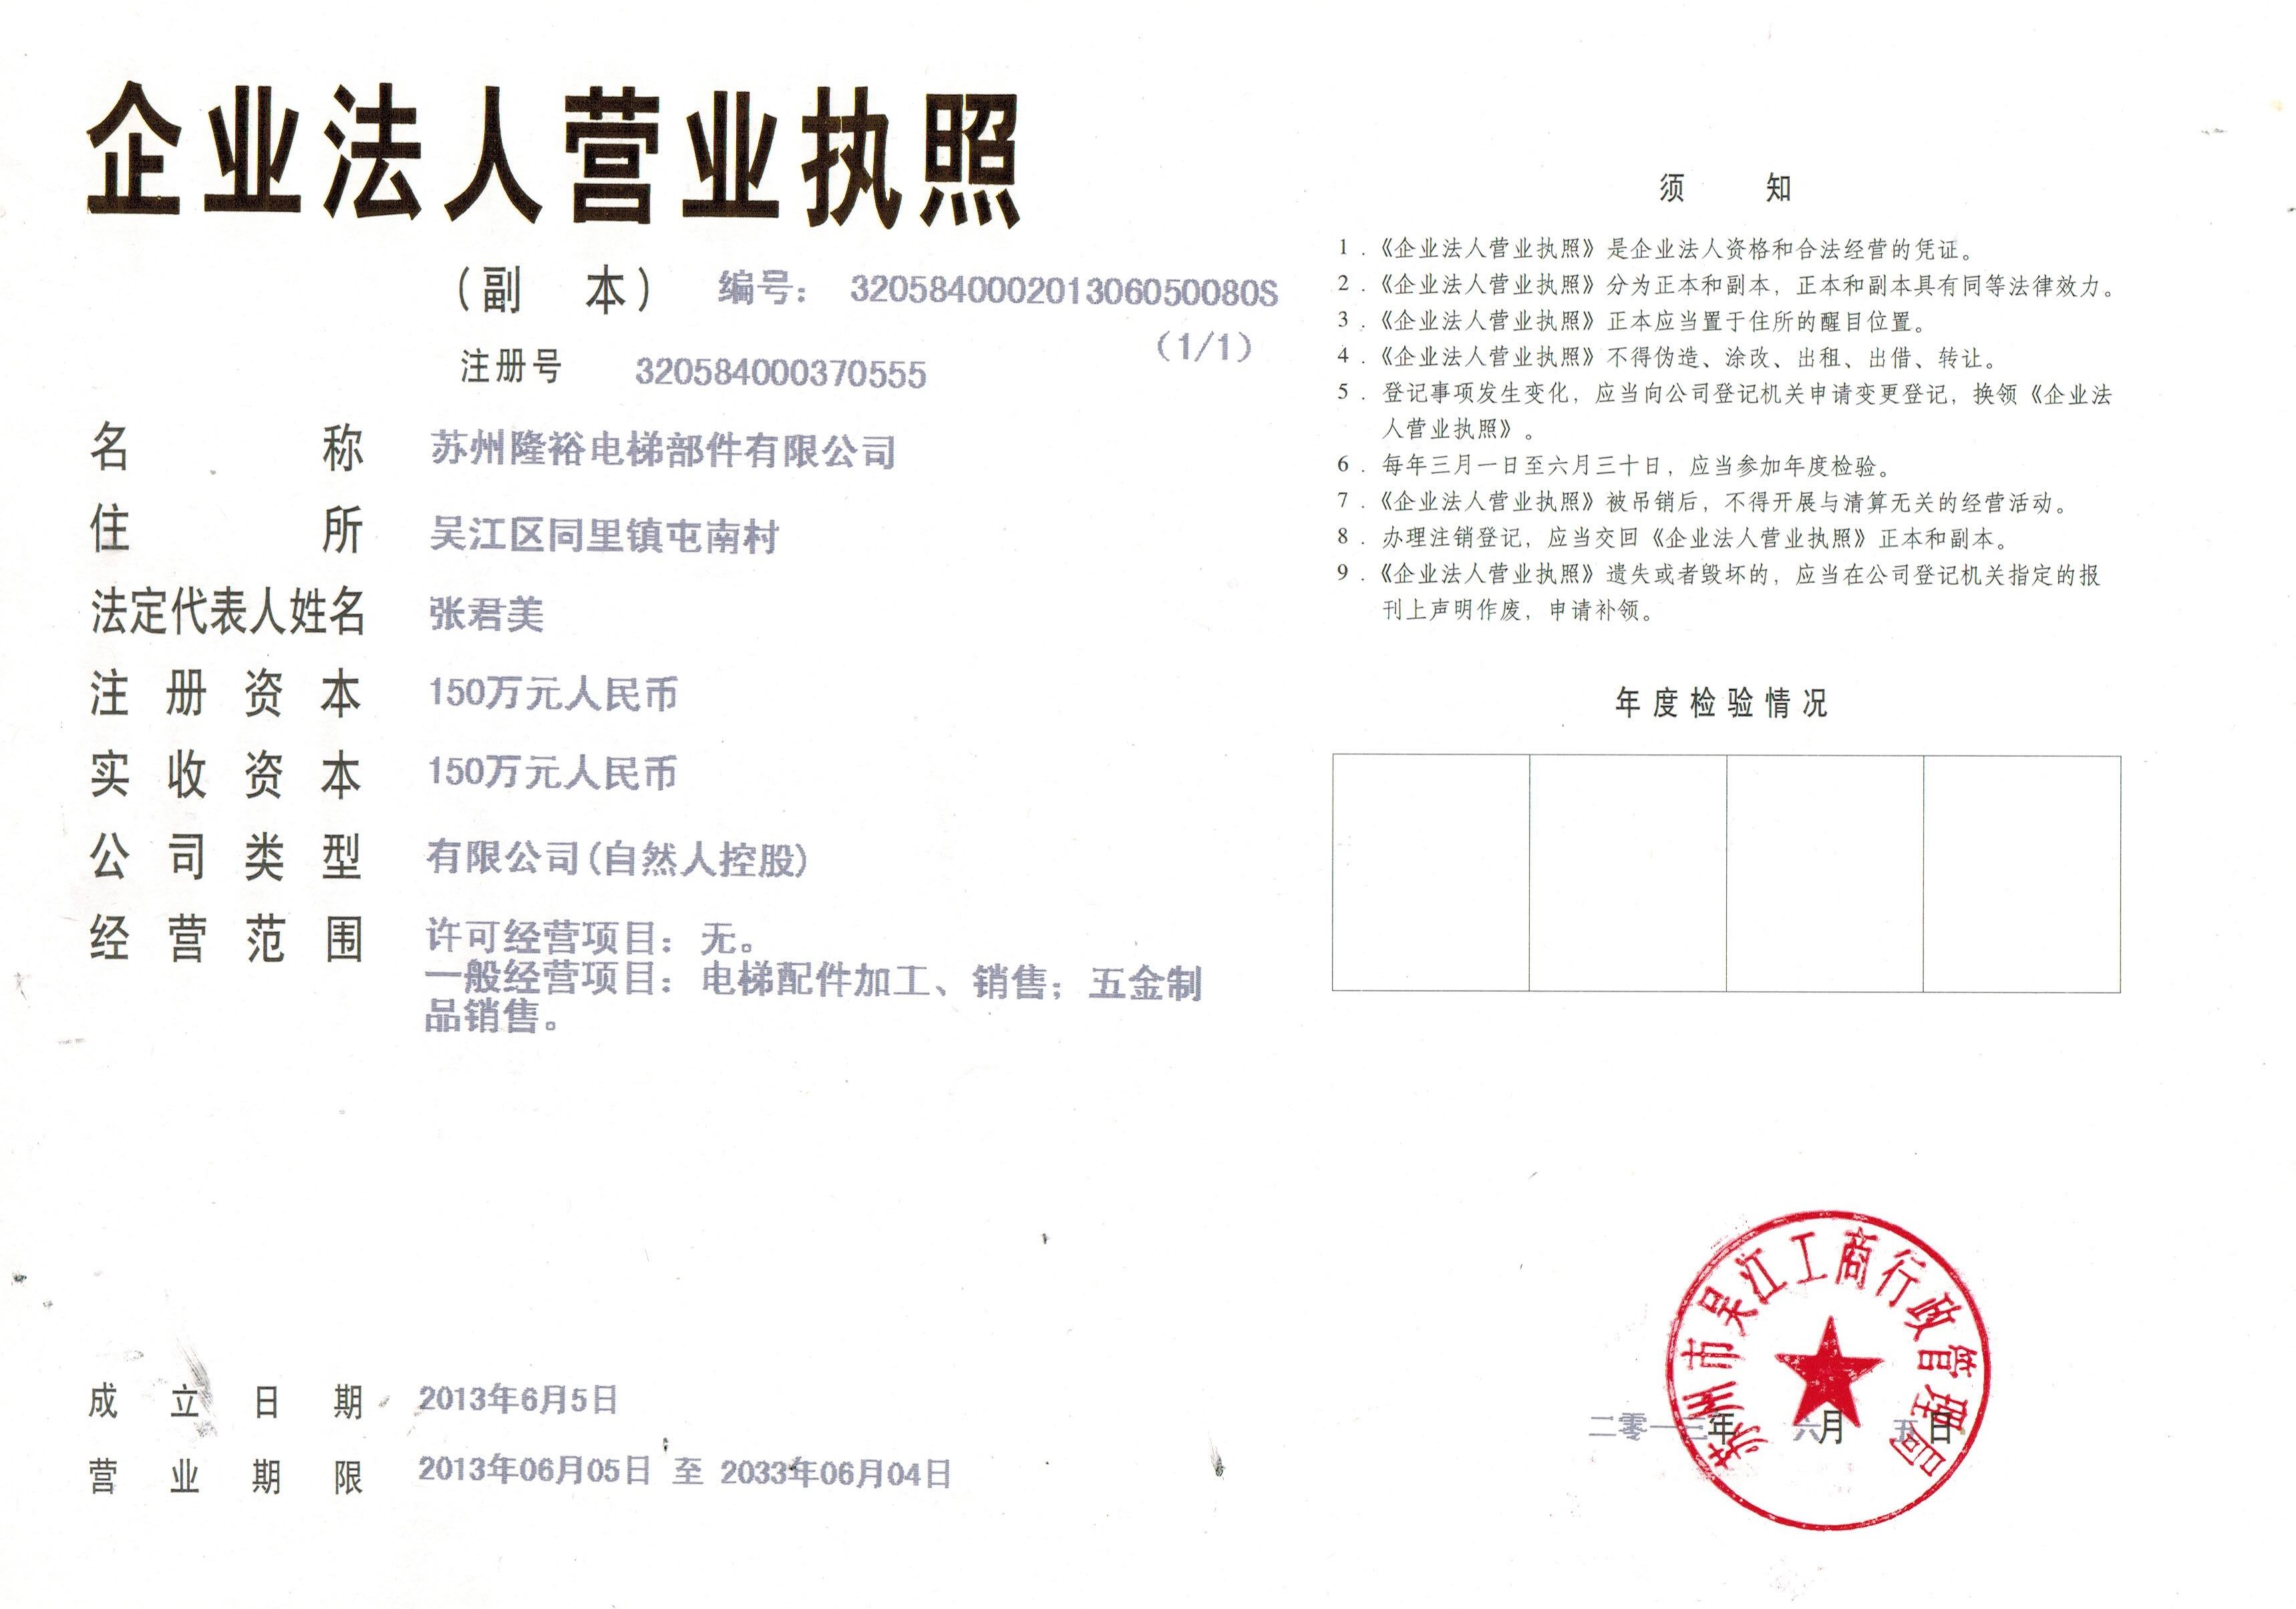 企业法人营业执照
（副 本） 编号： 320584000201306050080S
（1/1）
注册号 320584000370555
名称 苏州隆裕电梯部件有限公司
住所 吴江区同里镇屯南村
法定代表人姓名 张君美
注册资本 150万元人民币
实收资本 150万元人民币
公司类型 有限公司(自然人控股)
经营范围 许可经营项目：无。
一般经营项目：电梯配件加工、销售；五金制
品销售。
成立日期 2013年6月5日
营业期限 2013年06月05日 至 2033年06月04日
须 知
1．《企业法人营业执照》是企业法人资格和合法经营的凭证。
2．《企业法人营业执照》分为正本和副本，正本和副本具有同等法律效力。
3．《企业法人营业执照》正本应当置于住所的醒目位置。
4．《企业法人营业执照》不得伪造、涂改、出租、出借、转让。
5．登记事项发生变化，应当向公司登记机关申请变更登记，换领《企业法
人营业执照》。
6．每年三月一日至六月三十日，应当参加年度检验。
7．《企业法人营业执照》被吊销后，不得开展与清算无关的经营活动。
8．办理注销登记，应当交回《企业法人营业执照》正本和副本。
9．《企业法人营业执照》遗失或者毁坏的，应当在公司登记机关指定的报
刊上声明作废，申请补领。
年度检验情况
苏州市吴江工商行政管理局
二零一三年 六月 五日